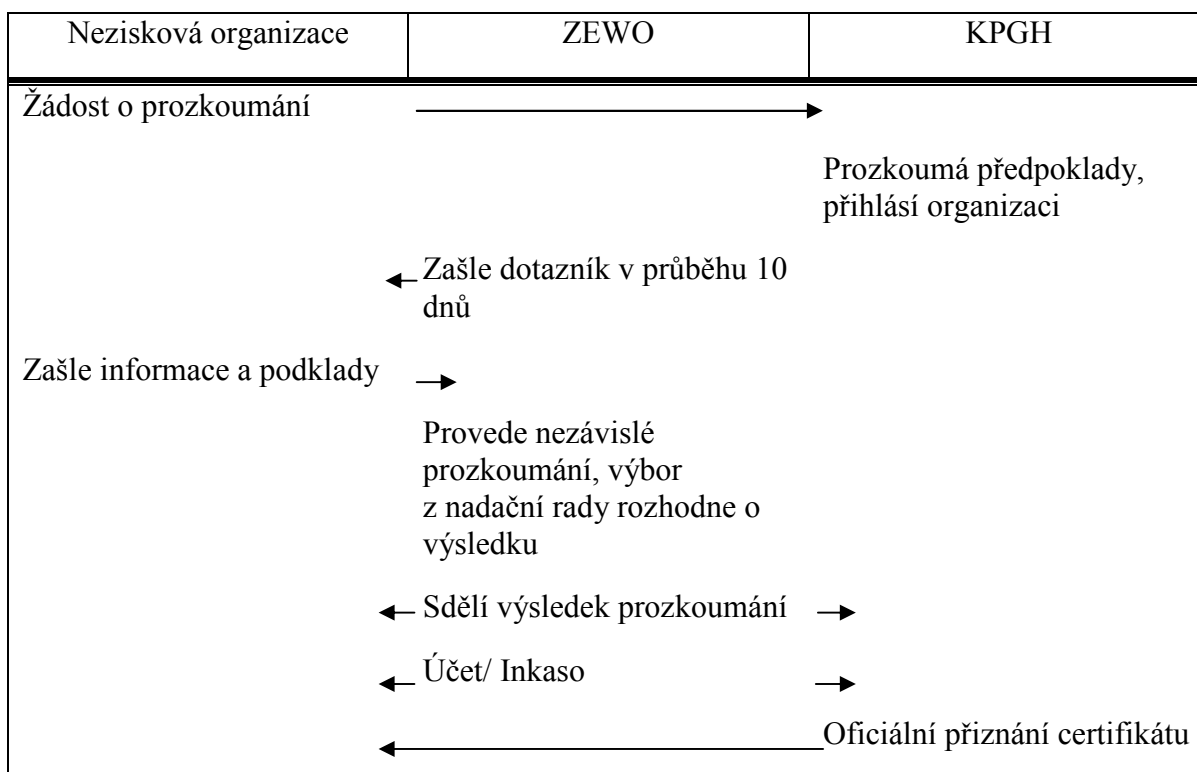 Nezisková organizace
ZEWO
KPGH
Žádost o prozkoumání
Prozkoumá předpoklady,
přihlásí organizaci
Zašle dotazník v průběhu 10
dnů
Zašle informace a podklady
Provede nezávislé
prozkoumání, výbor
z nadační rady rozhodne o
výsledku
Sdělí výsledek prozkoumání
Účet/ Inkaso
Oficiální přiznání certifikátu